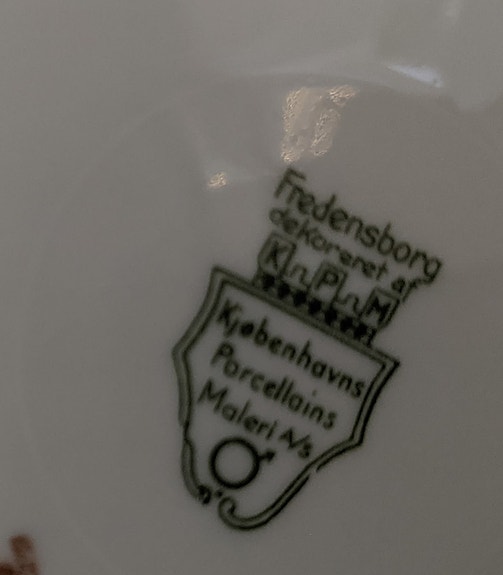 Fredensborg
dekoreret af
K P M
Kjøbenhavns
Porcellains
Maleri A/s